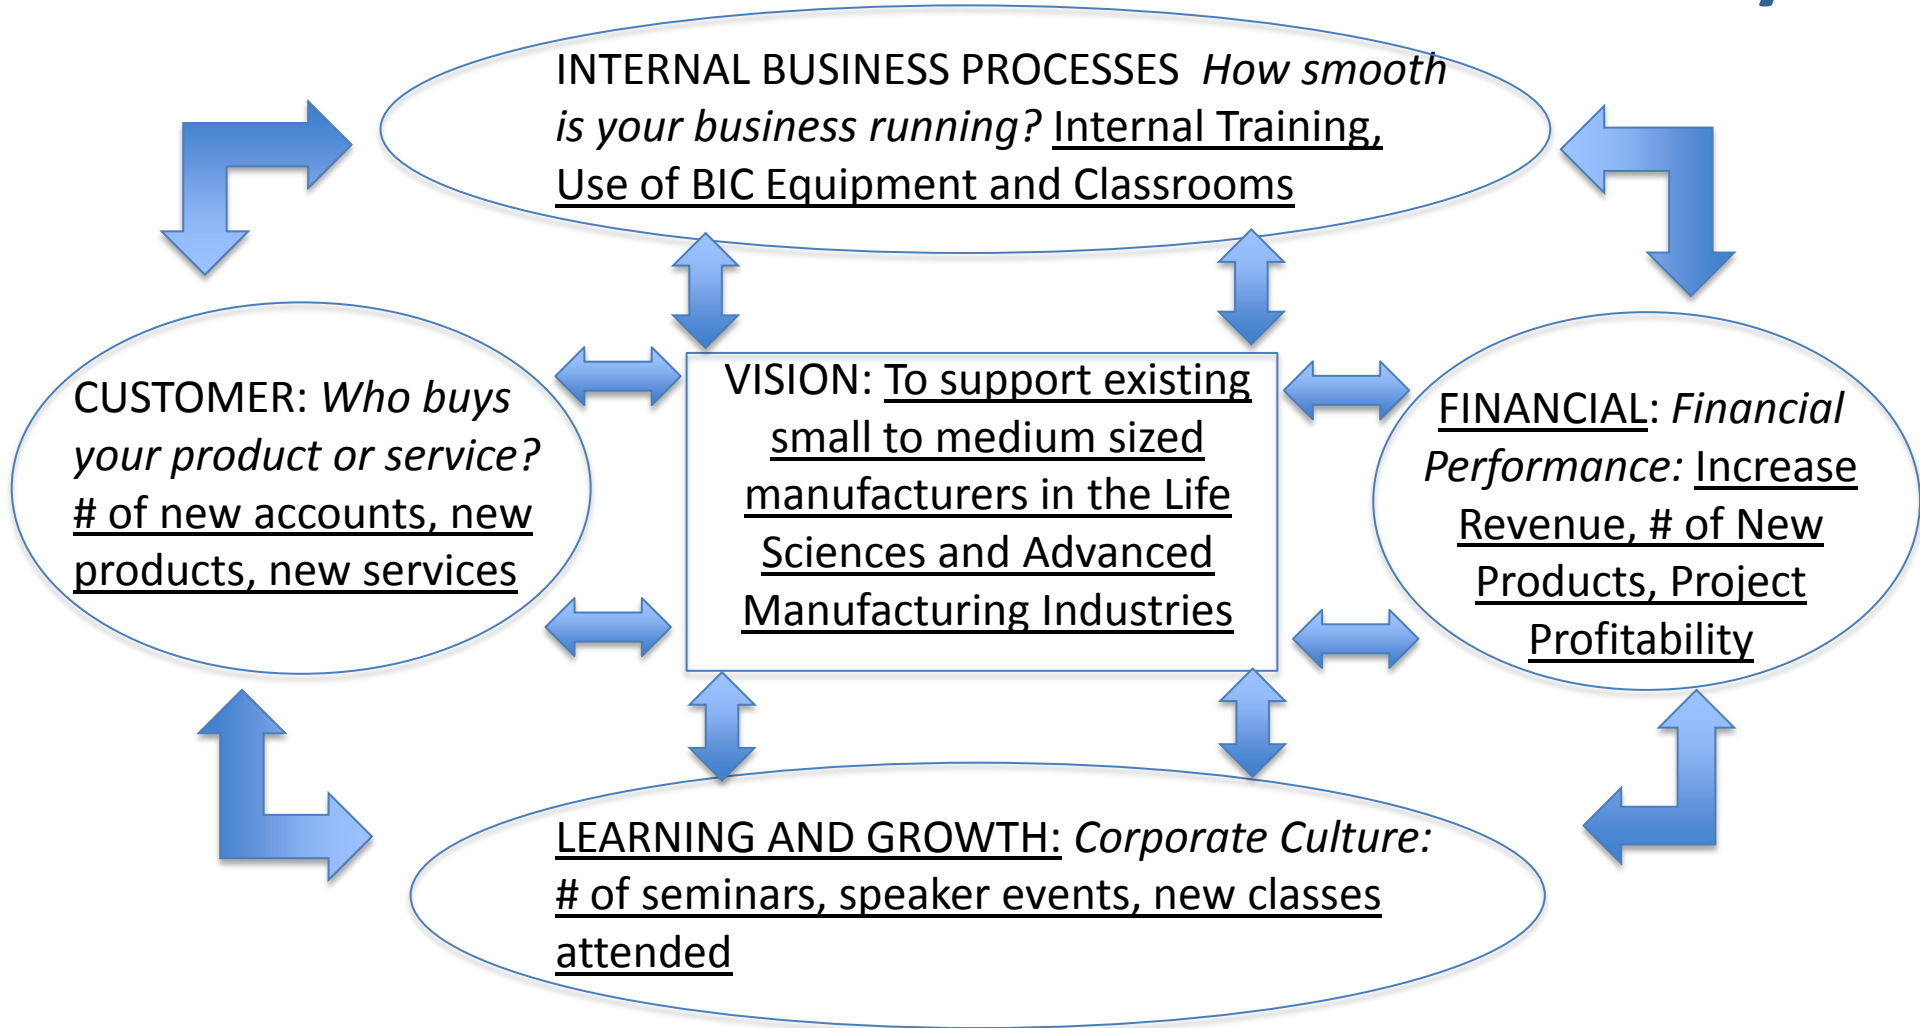 INTERNAL BUSINESS PROCESSES How smooth
is your business running? Internal Training,
Use of BIC Equipment and Classrooms
CUSTOMER: Who buys
your product or service?
# of new accounts, new
products, new services
VISION: To support existing
small to medium sized
manufacturers in the Life
Sciences and Advanced
Manufacturing Industries
FINANCIAL: Financial
Performance: Increase
Revenue, # of New
Products, Project
Profitability
LEARNING AND GROWTH: Corporate Culture:
# of seminars, speaker events, new classes
attended